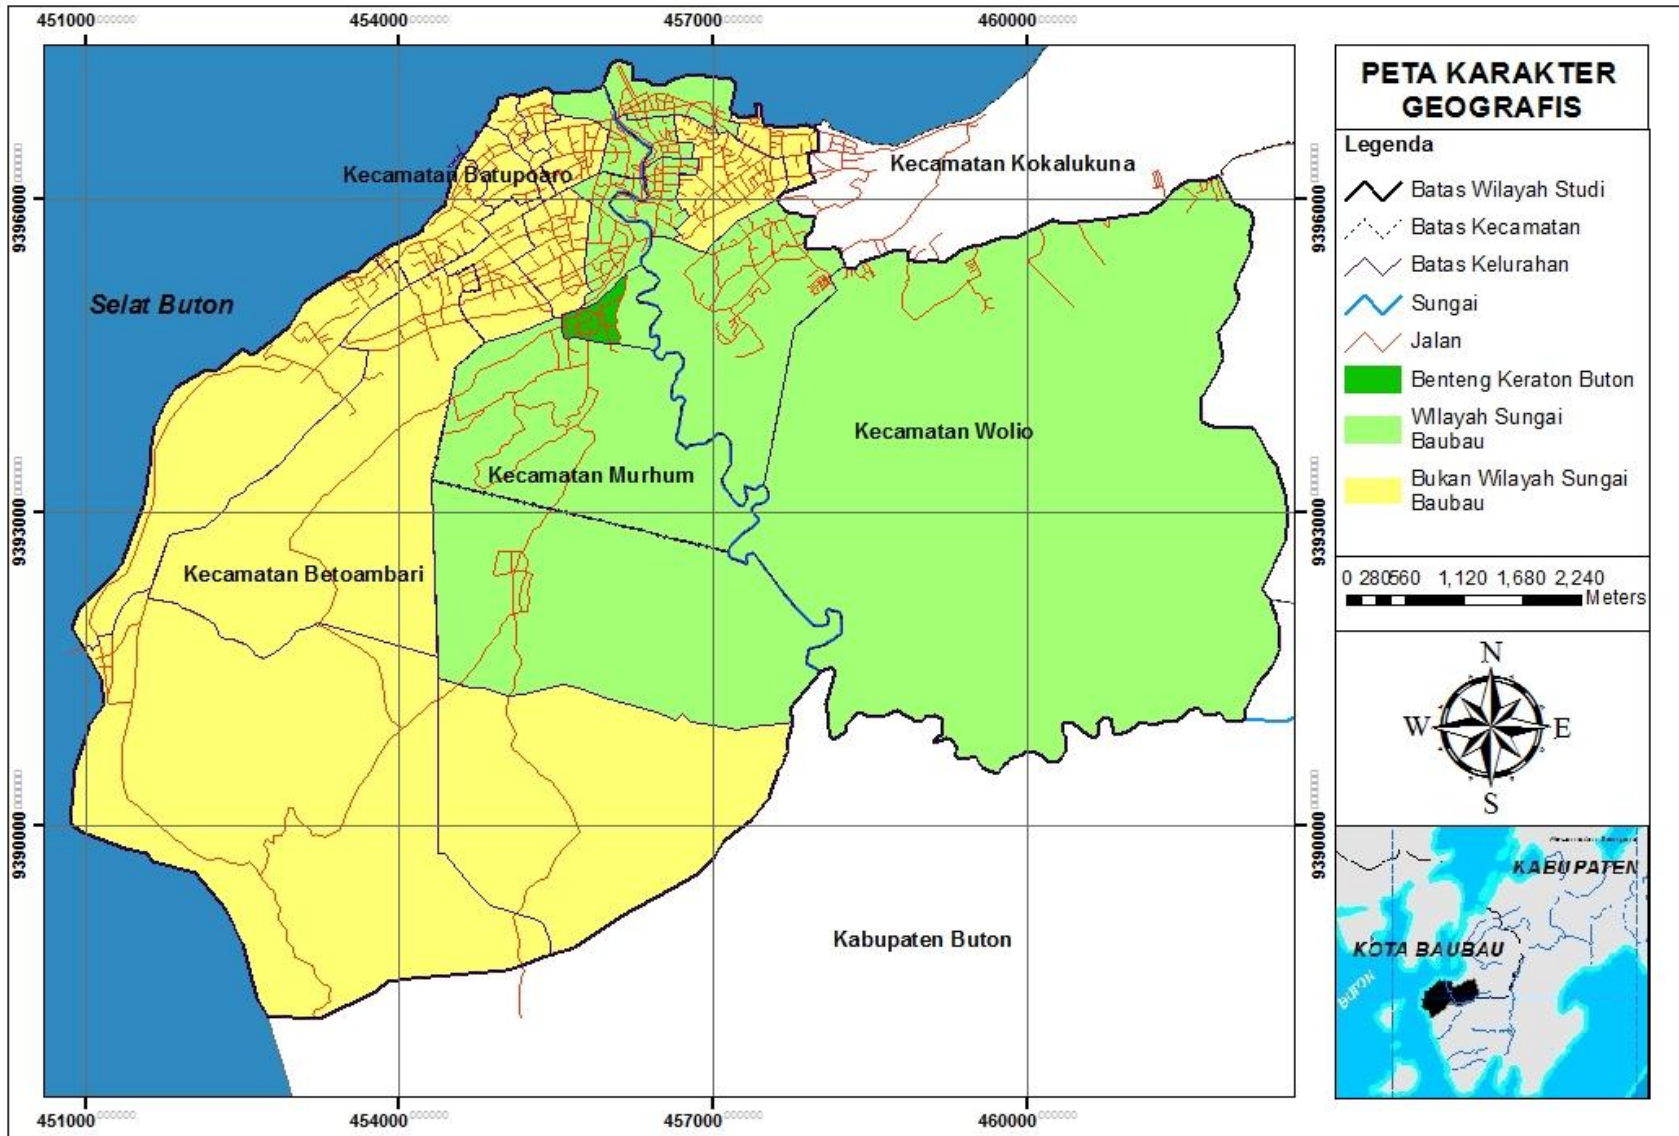 451000 454000 457000 460000
PETA KARAKTER
GEOGRAFIS
Legenda
Batas Wilayah Studi
Batas Kecamatan
Batas Kelurahan
Sungai
Jalan
Benteng Keraton Buton
WIlayah Sungai
Baubau
Bukan Wilayah Sungai
Baubau
0 280560 1,120 1,680 2,240
Meters
N
W E
S
KABUPATEN
KOTA BAUBAU
BUTON
Kecamatan Kokalukuna
Kecamatan Batupoaro
9396000 9396000
Selat Buton
Kecamatan Wolio
Kecamatan Murhum
9393000 9393000
Kecamatan Betoambari
9390000 9390000
Kabupaten Buton
451000 454000 457000 460000